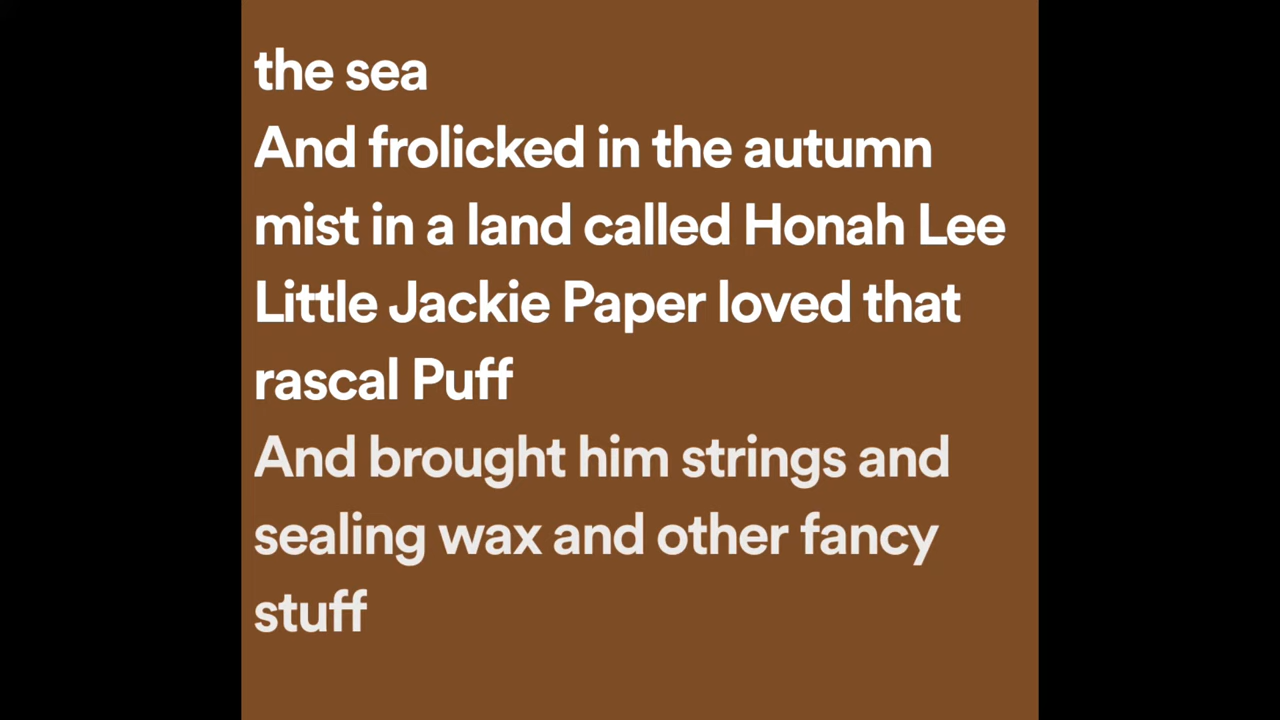 the sea
And frolicked in the autumn
mist in a land called Honah Lee
Little Jackie Paper loved that
rascal Puff
And brought him strings and
sealing wax and other fancy
stuff